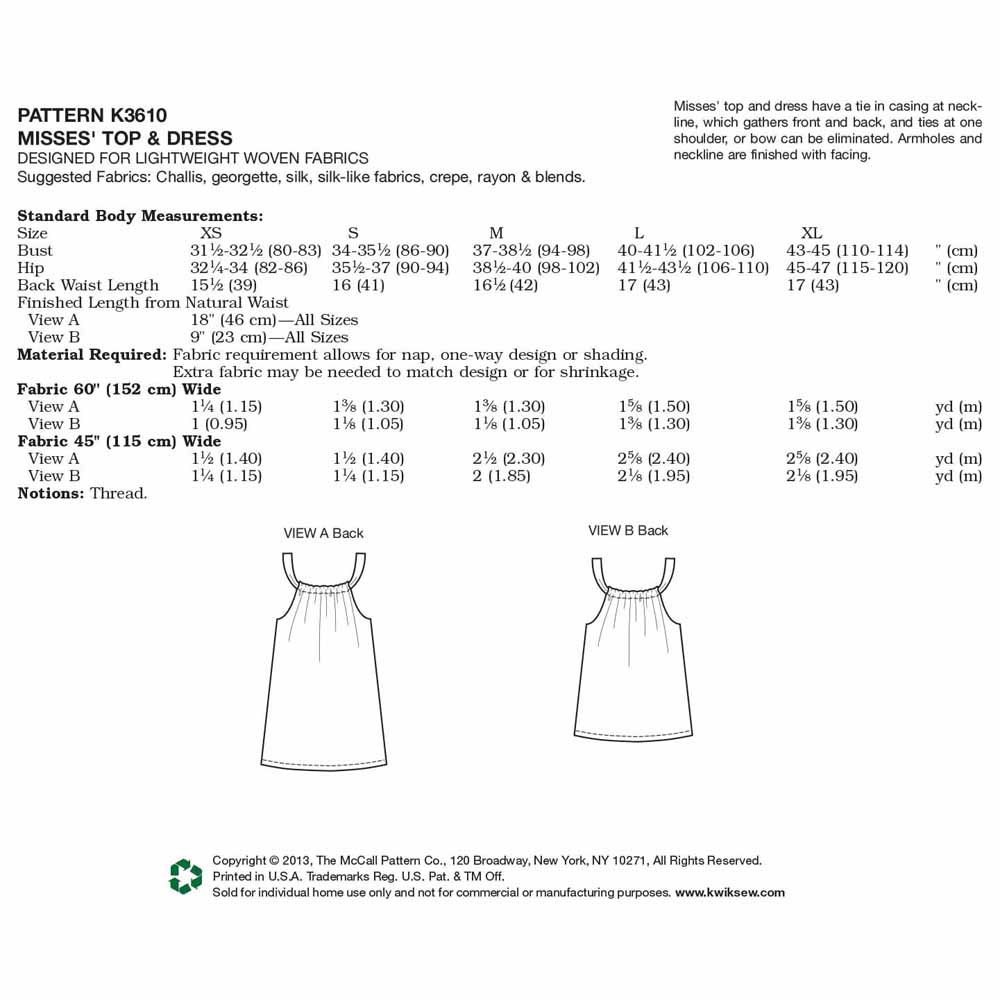 PATTERN K3610
MISSES' TOP & DRESS
DESIGNED FOR LIGHTWEIGHT WOVEN FABRICS
Suggested Fabrics: Challis, georgette, silk, silk-like fabrics, crepe, rayon & blends.
Misses' top and dress have a tie in casing at neck-
line, which gathers front and back, and ties at one
shoulder, or bow can be eliminated. Armholes and
neckline are finished with facing.
Standard Body Measurements:
Size XS S M L XL
Bust 31½-32½ (80-83) 34-35½ (86-90) 37-38½ (94-98) 40-41½ (102-106) 43-45 (110-114) " (cm)
Hip 32¼-34 (82-86) 35½-37 (90-94) 38½-40 (98-102) 41½-43½ (106-110) 45-47 (115-120) " (cm)
Back Waist Length 15½ (39) 16 (41) 16½ (42) 17 (43) 17 (43) " (cm)
Finished Length from Natural Waist
View A 18" (46 cm)—All Sizes
View B 9" (23 cm)—All Sizes
Material Required: Fabric requirement allows for nap, one-way design or shading.
Extra fabric may be needed to match design or for shrinkage.
Fabric 60" (152 cm) Wide
View A 1¼ (1.15) 1⅜ (1.30) 1⅜ (1.30) 1⅝ (1.50) 1⅝ (1.50) yd (m)
View B 1 (0.95) 1⅛ (1.05) 1⅛ (1.05) 1⅜ (1.30) 1⅜ (1.30) yd (m)
Fabric 45" (115 cm) Wide
View A 1½ (1.40) 1½ (1.40) 2½ (2.30) 2⅝ (2.40) 2⅝ (2.40) yd (m)
View B 1¼ (1.15) 1¼ (1.15) 2 (1.85) 2⅛ (1.95) 2⅛ (1.95) yd (m)
Notions: Thread.
VIEW A Back
VIEW B Back
Copyright © 2013, The McCall Pattern Co., 120 Broadway, New York, NY 10271, All Rights Reserved.
Printed in U.S.A. Trademarks Reg. U.S. Pat. & TM Off.
Sold for individual home use only and not for commercial or manufacturing purposes. www.kwiksew.com